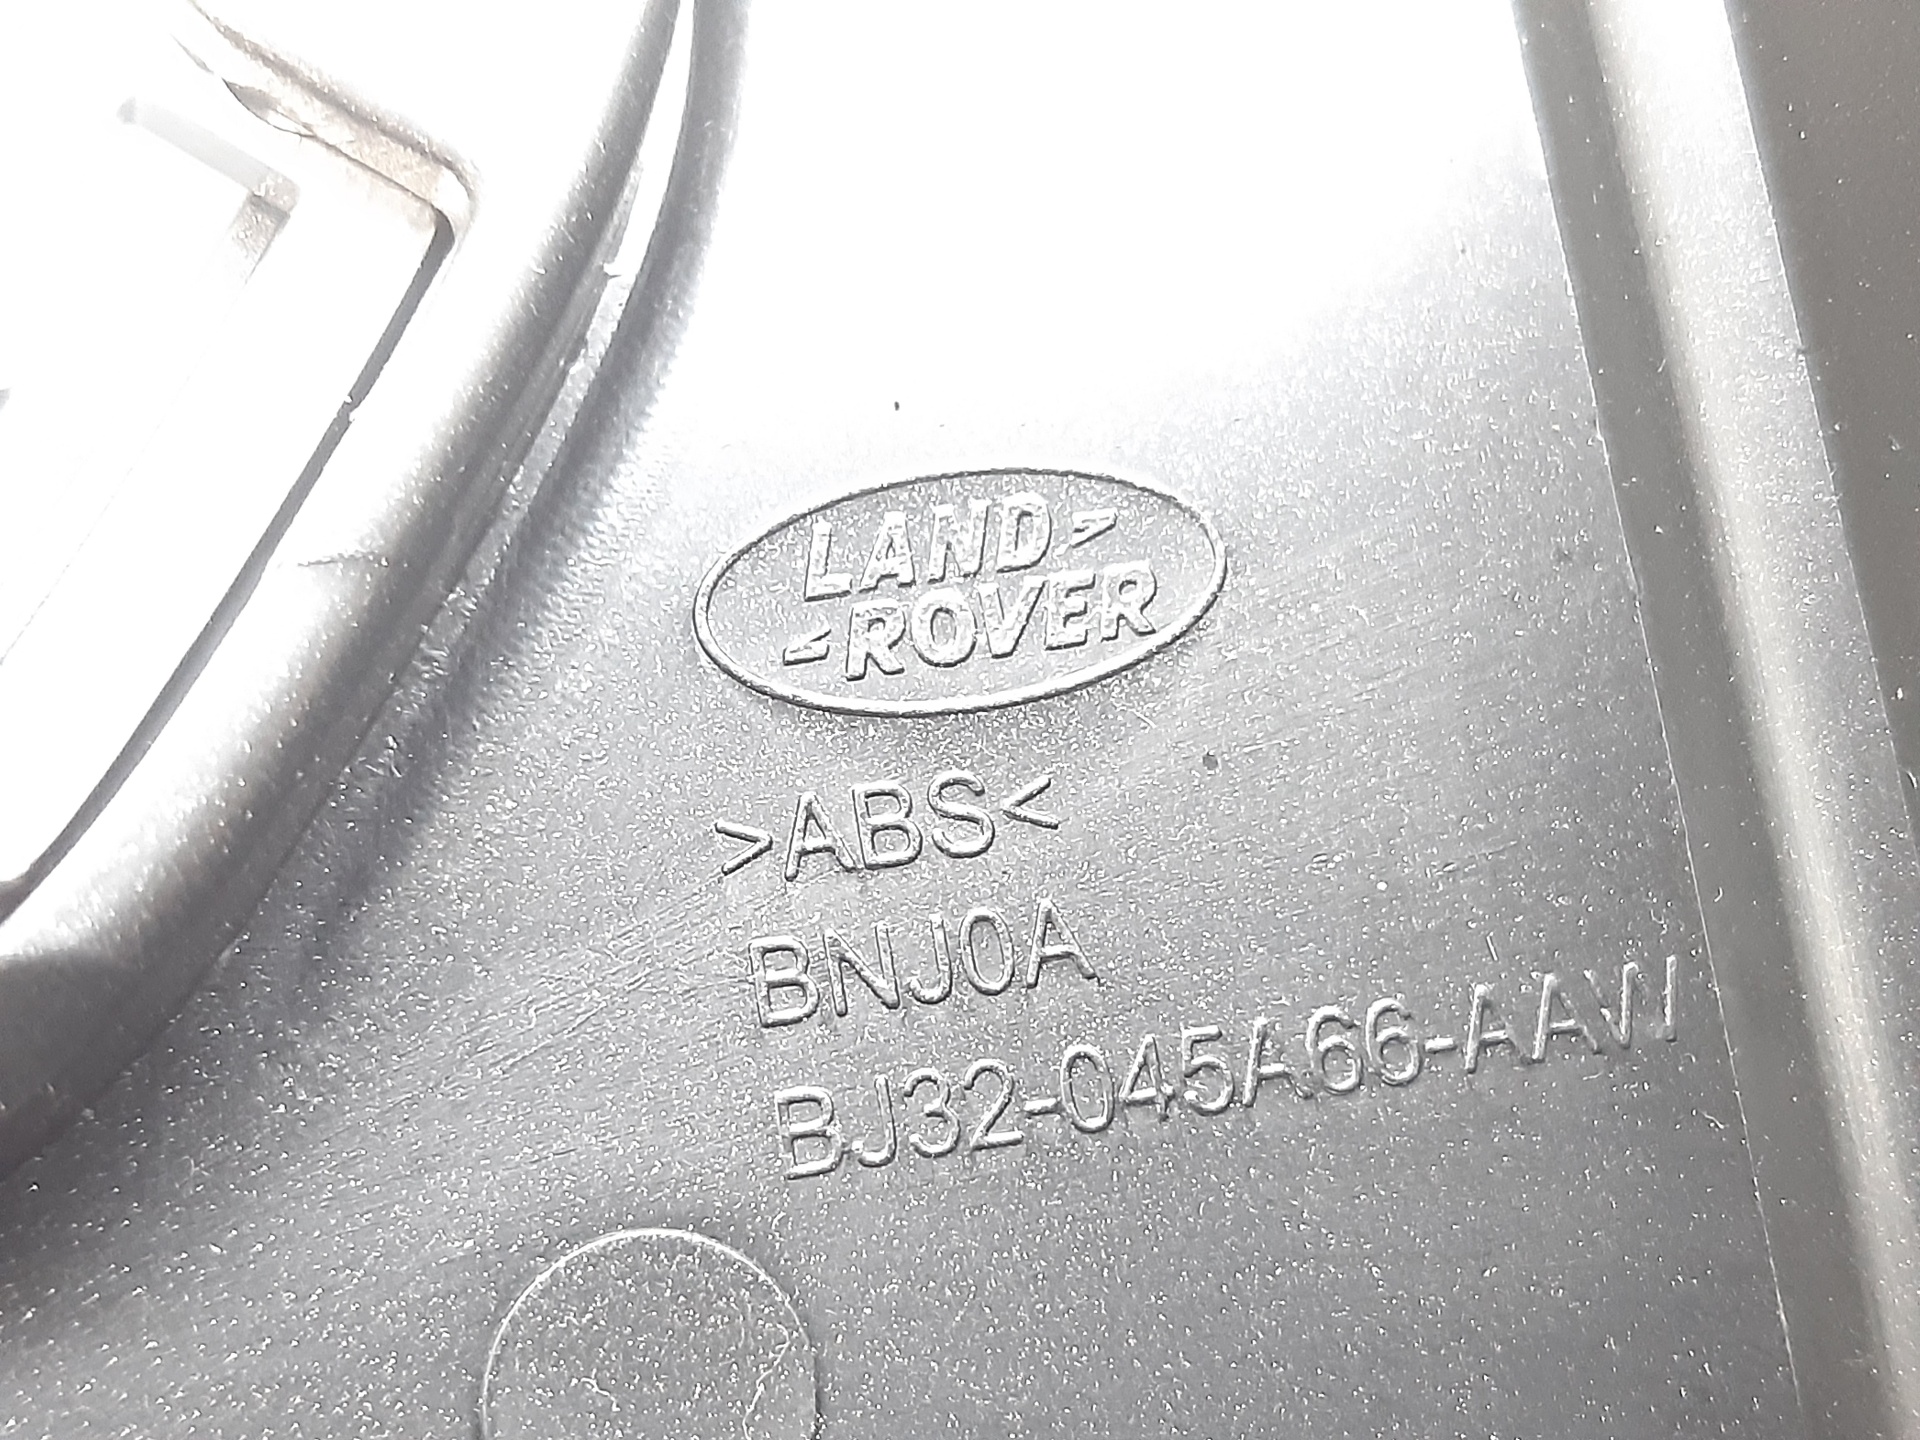 LAND
ROVER
>ABS<
BNJ0A
BJ32-045A66-AAW